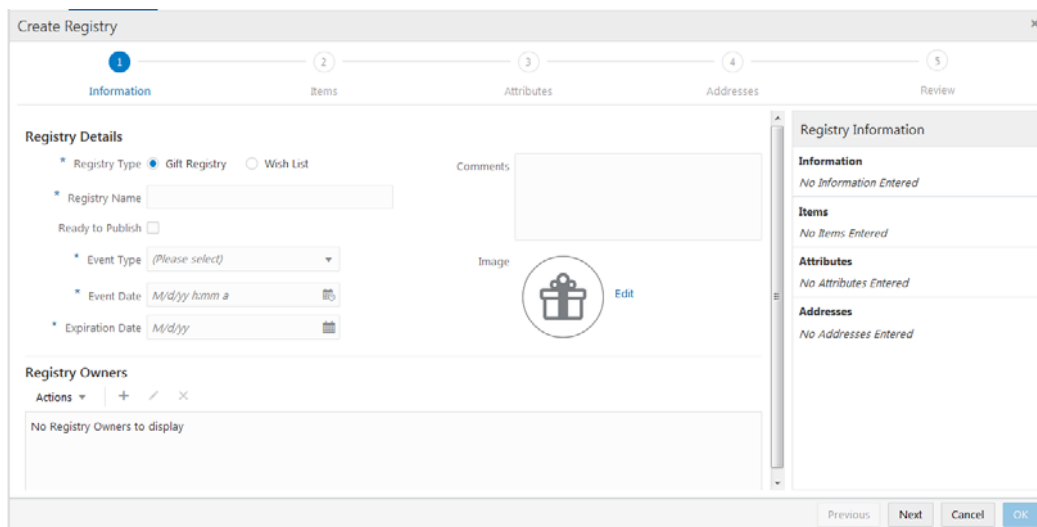 Create Registry
1
2
3
4
5
Information
Items
Attributes
Addresses
Review
Registry Details
* Registry Type
Gift Registry
Wish List
* Registry Name
Ready to Publish
* Event Type (Please select)
* Event Date M/d/yy h:mm a
* Expiration Date M/d/yy
Comments
Image
Edit
Registry Owners
Actions
No Registry Owners to display
Registry Information
Information
No Information Entered
Items
No Items Entered
Attributes
No Attributes Entered
Addresses
No Addresses Entered
Previous
Next
Cancel
OK